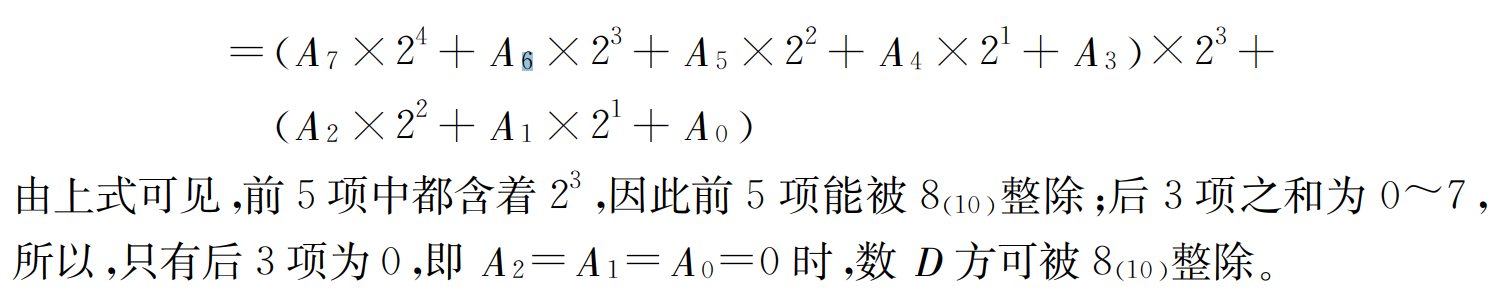 =(A₇×2⁴+A₆×2³+A₅×2²+A₄×2¹+A₃)×2³+
(A₂×2²+A₁×2¹+A₀)
由上式可见,前5项中都含着2³,因此前5项能被8₍₁₀₎整除;后3项之和为0～7,
所以,只有后3项为0,即A₂=A₁=A₀=0时,数D方可被8₍₁₀₎整除。